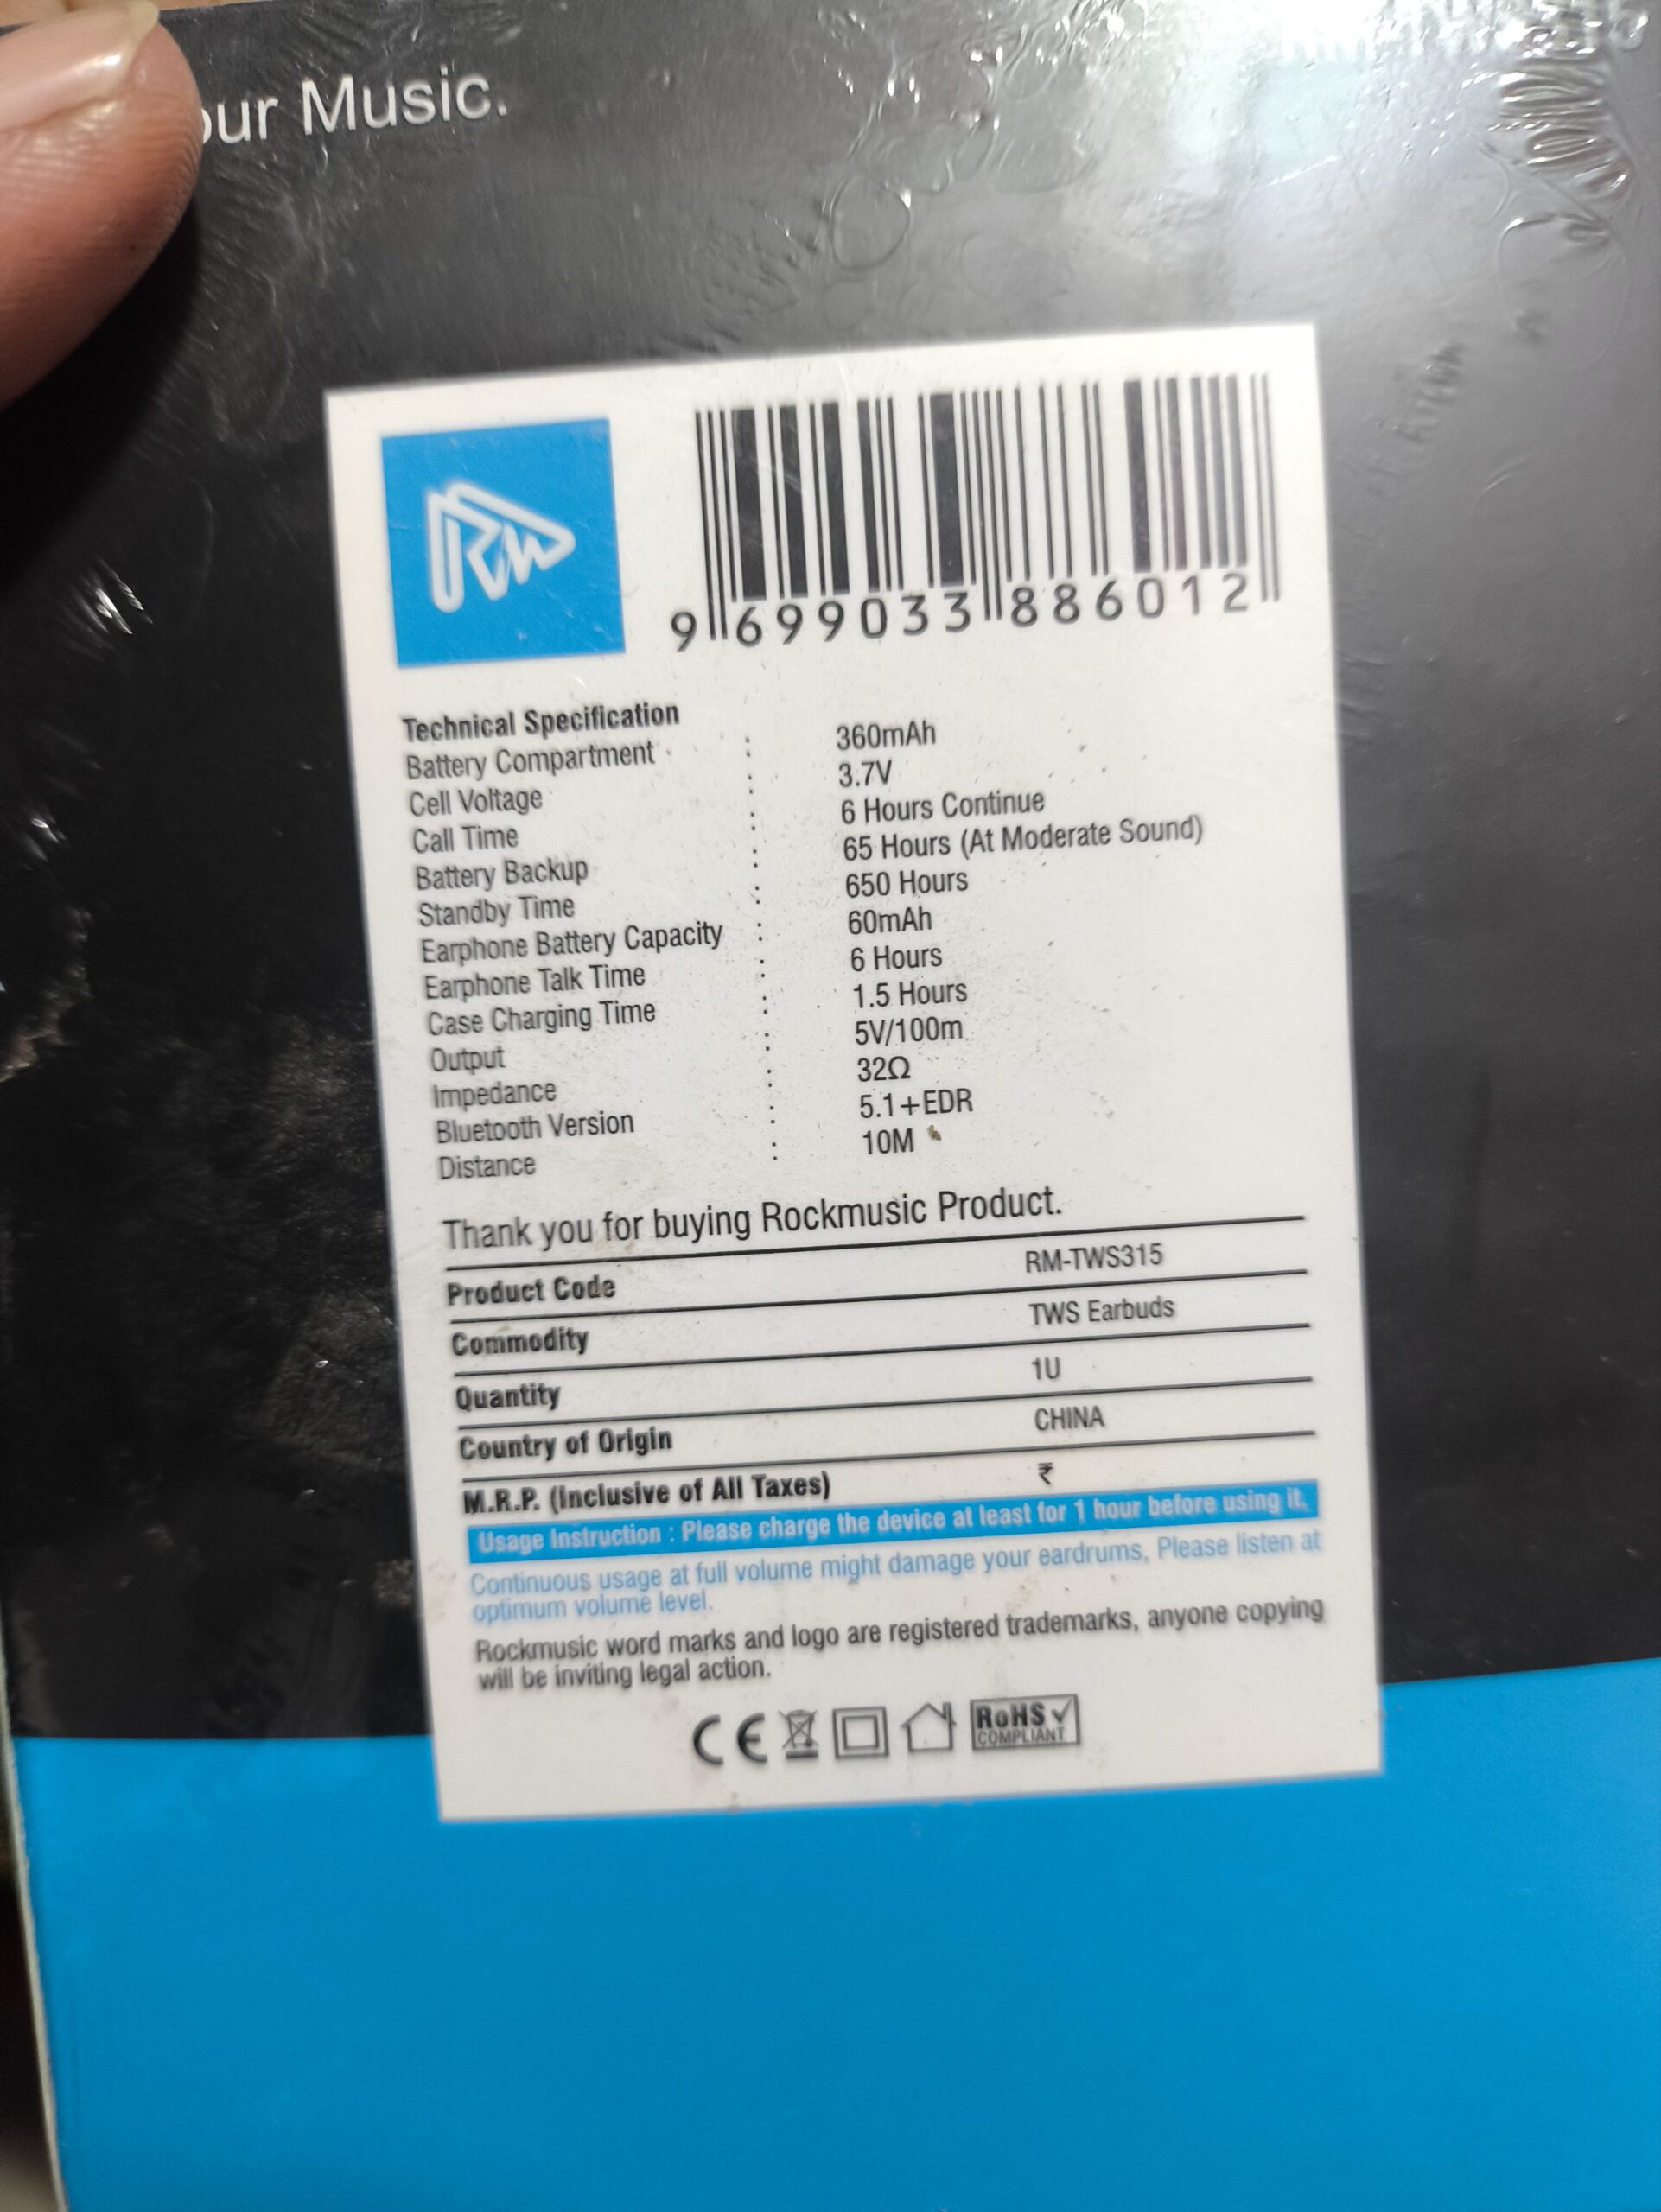 our Music.
RM
9 699033 886012
Technical Specification
Battery Compartment : 360mAh
Cell Voltage : 3.7V
Call Time : 6 Hours Continue
Battery Backup : 65 Hours (At Moderate Sound)
Standby Time : 650 Hours
Earphone Battery Capacity : 60mAh
Earphone Talk Time : 6 Hours
Case Charging Time : 1.5 Hours
Output : 5V/100m
Impedance : 32Ω
Bluetooth Version : 5.1+EDR
Distance : 10M
Thank you for buying Rockmusic Product.
Product Code RM-TWS315
Commodity TWS Earbuds
Quantity 1U
Country of Origin CHINA
M.R.P. (Inclusive of All Taxes) ₹
Usage Instruction : Please charge the device at least for 1 hour before using it.
Continuous usage at full volume might damage your eardrums, Please listen at
optimum volume level.
Rockmusic word marks and logo are registered trademarks, anyone copying
will be inviting legal action.
CE RoHS
COMPLIANT